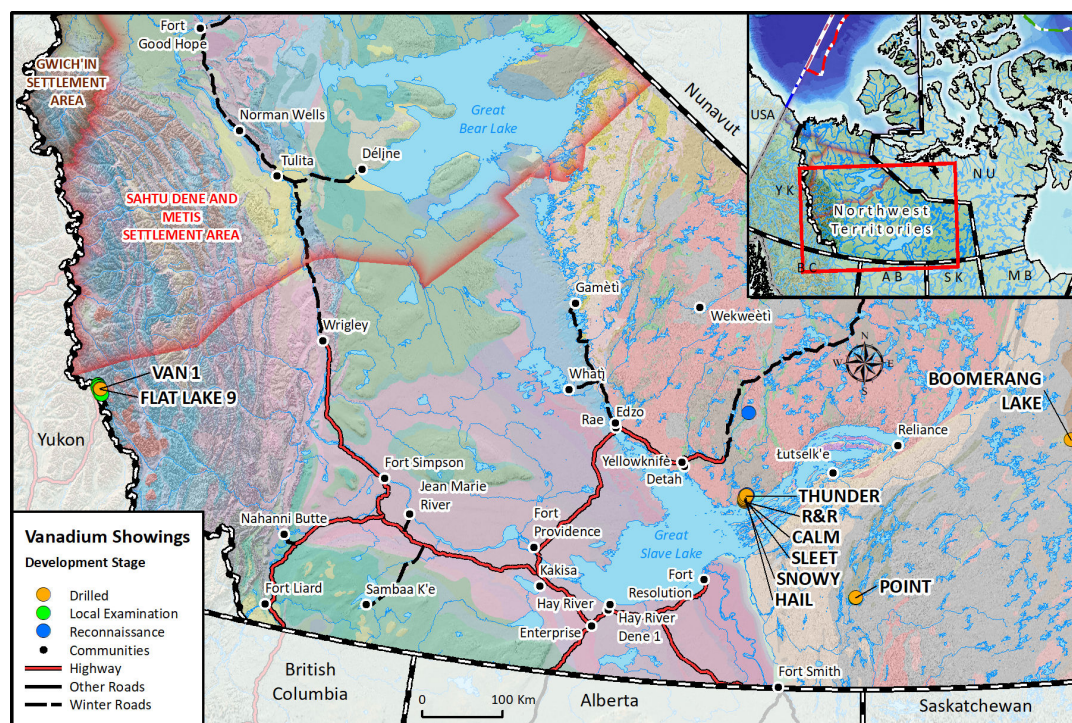 Fort
Good Hope
GWICH'IN
SETTLEMENT
AREA
Norman Wells
Great
Bear Lake
Nunavut
Tulita
Délįne
SAHTU DENE AND
METIS
SETTLEMENT AREA
USA
YK
NU
Northwest
Territories
BC
AB
SK
MB
Gamètì
Wekweètì
Wrigley
N
W
E
S
VAN 1
FLAT LAKE 9
Whatì
BOOMERANG
LAKE
Edzo
Rae
Yukon
Reliance
Yellowknife
Detah
Łutselk'e
Fort Simpson
Jean Marie
River
THUNDER
R&R
CALM
SLEET
SNOWY
HAIL
Nahanni Butte
Fort
Providence
Great
Slave Lake
POINT
Kakisa
Fort
Resolution
Fort Liard
Sambaa K'e
Hay River
Hay River
Dene 1
Enterprise
Fort Smith
British
Columbia
Alberta
Saskatchewan
0
100 Km
Vanadium Showings
Development Stage
Drilled
Local Examination
Reconnaissance
Communities
Highway
Other Roads
Winter Roads